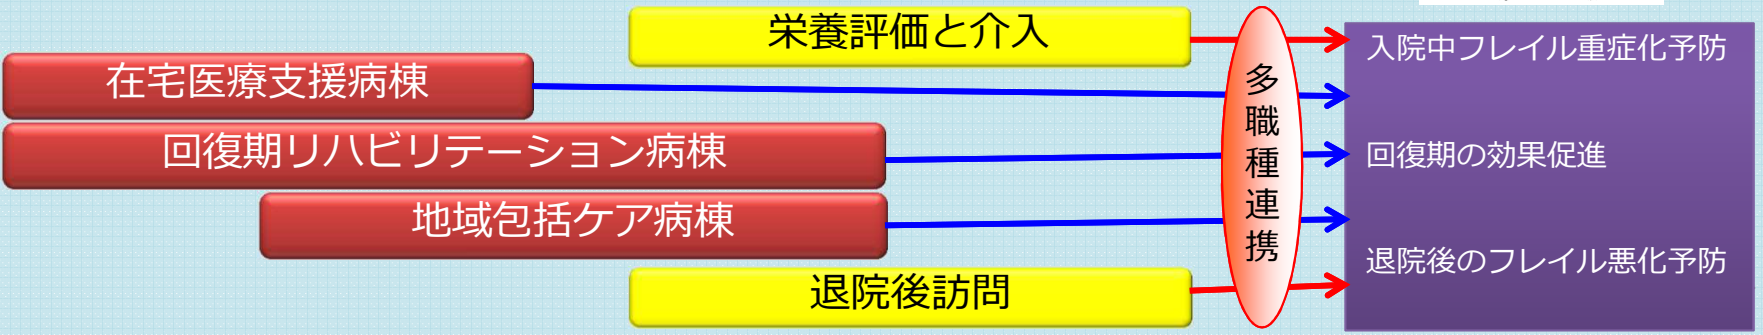 栄養評価と介入
在宅医療支援病棟
回復期リハビリテーション病棟
地域包括ケア病棟
退院後訪問
多職種連携
入院中フレイル重症化予防
回復期の効果促進
退院後のフレイル悪化予防